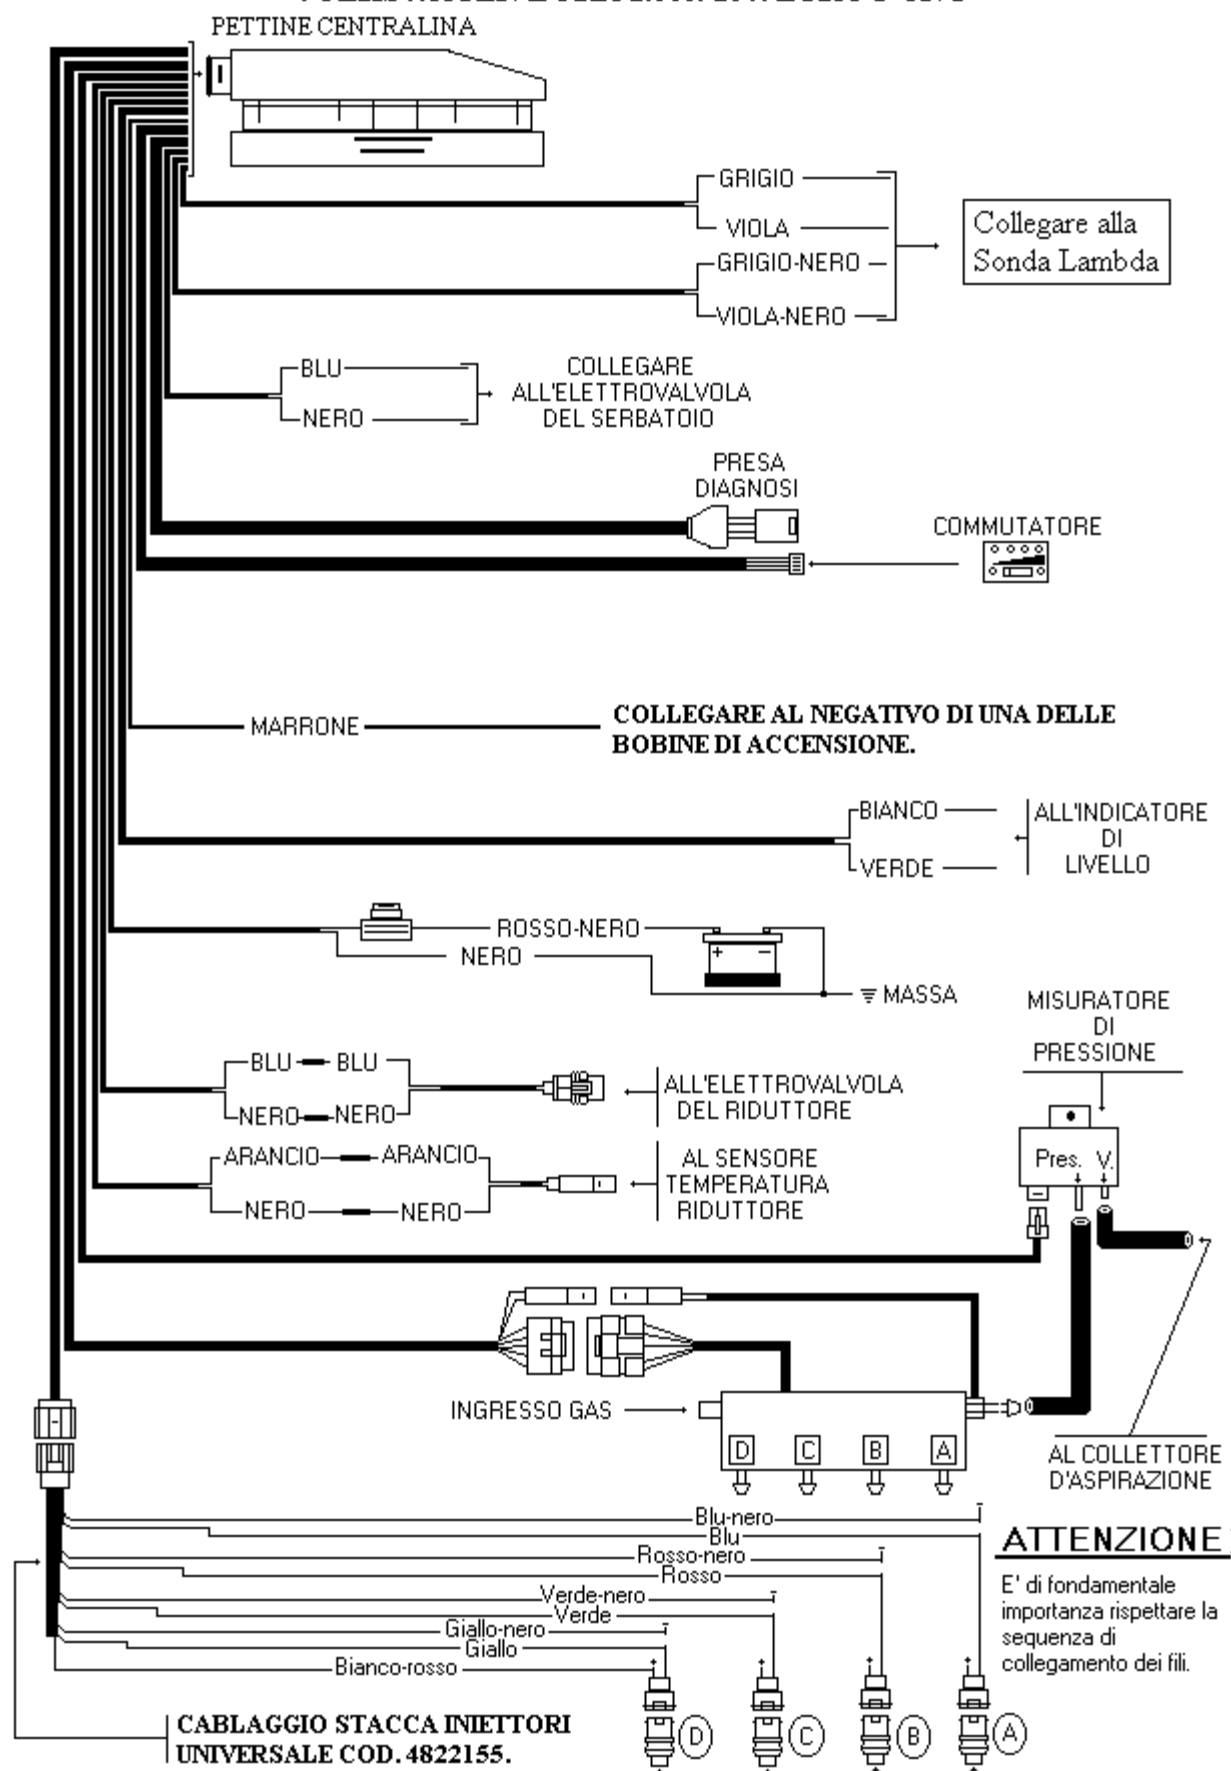 PETTINE CENTRALINA
GRIGIO
VIOLA
GRIGIO-NERO
VIOLA-NERO
Collegare alla
Sonda Lambda
BLU
NERO
COLLEGARE
ALL'ELETTROVALVOLA
DEL SERBATOIO
PRESA
DIAGNOSI
COMMUTATORE
MARRONE
COLLEGARE AL NEGATIVO DI UNA DELLE
BOBINE DI ACCENSIONE.
BIANCO
VERDE
ALL'INDICATORE
DI
LIVELLO
ROSSO-NERO
NERO
+ −
MASSA
MISURATORE
DI
PRESSIONE
BLU BLU
NERO NERO
ALL'ELETTROVALVOLA
DEL RIDUTTORE
ARANCIO ARANCIO
NERO NERO
AL SENSORE
TEMPERATURA
RIDUTTORE
Pres. V.
INGRESSO GAS
D C B A
AL COLLETTORE
D'ASPIRAZIONE
Blu-nero
Blu
Rosso-nero
Rosso
Verde-nero
Verde
Giallo-nero
Giallo
Bianco-rosso
ATTENZIONE
E' di fondamentale
importanza rispettare la
sequenza di
collegamento dei fili.
D C B A
CABLAGGIO STACCA INIETTORI
UNIVERSALE COD. 4822155.